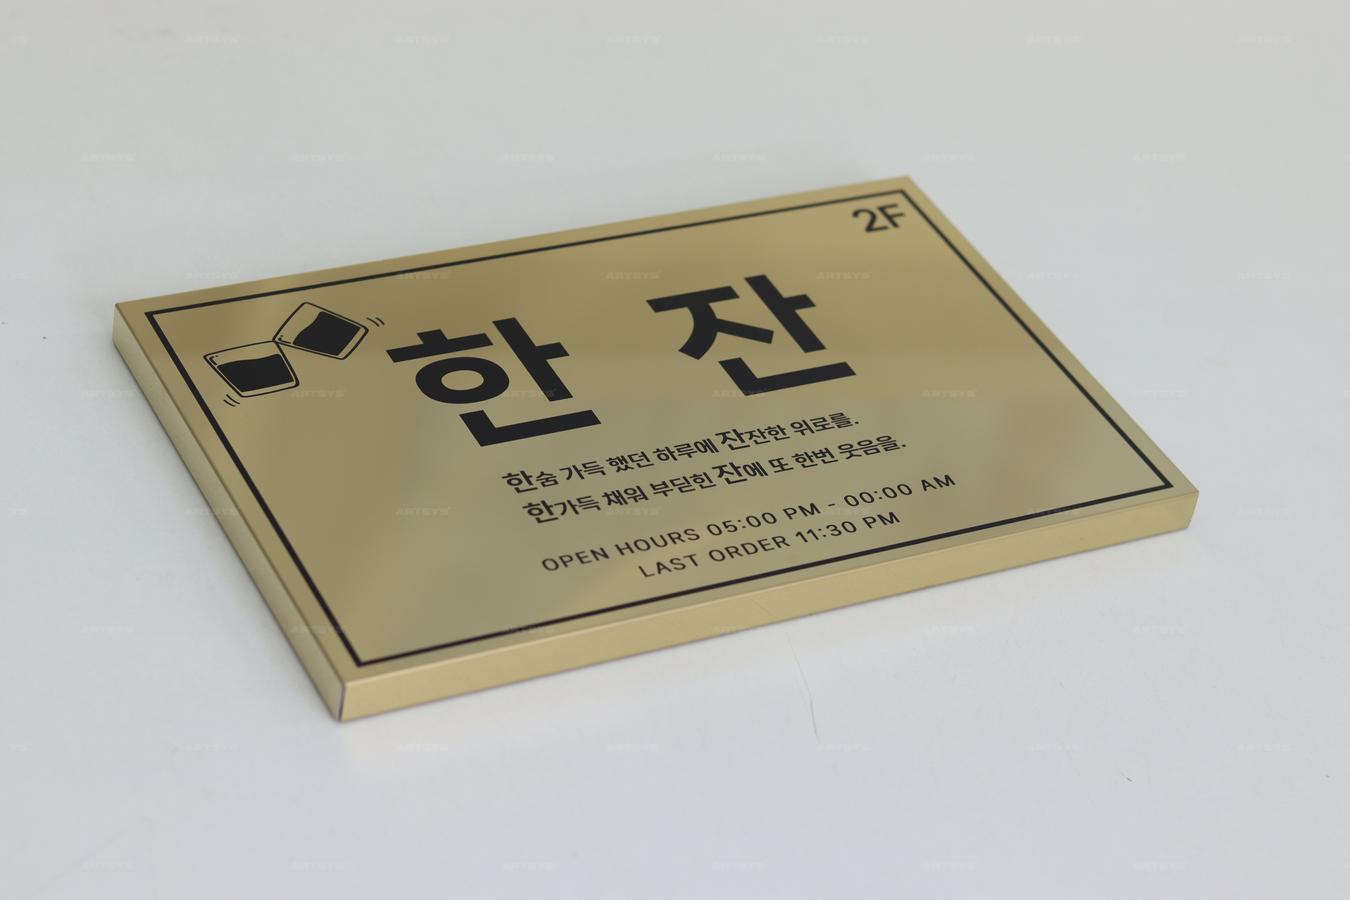 2F
한 잔
한숨 가득 했던 하루에 잔잔한 위로를.
한가득 채워 부딛힌 잔에 또 한번 웃음을.
OPEN HOURS 05:00 PM - 00:00 AM
LAST ORDER 11:30 PM
ARTSYS